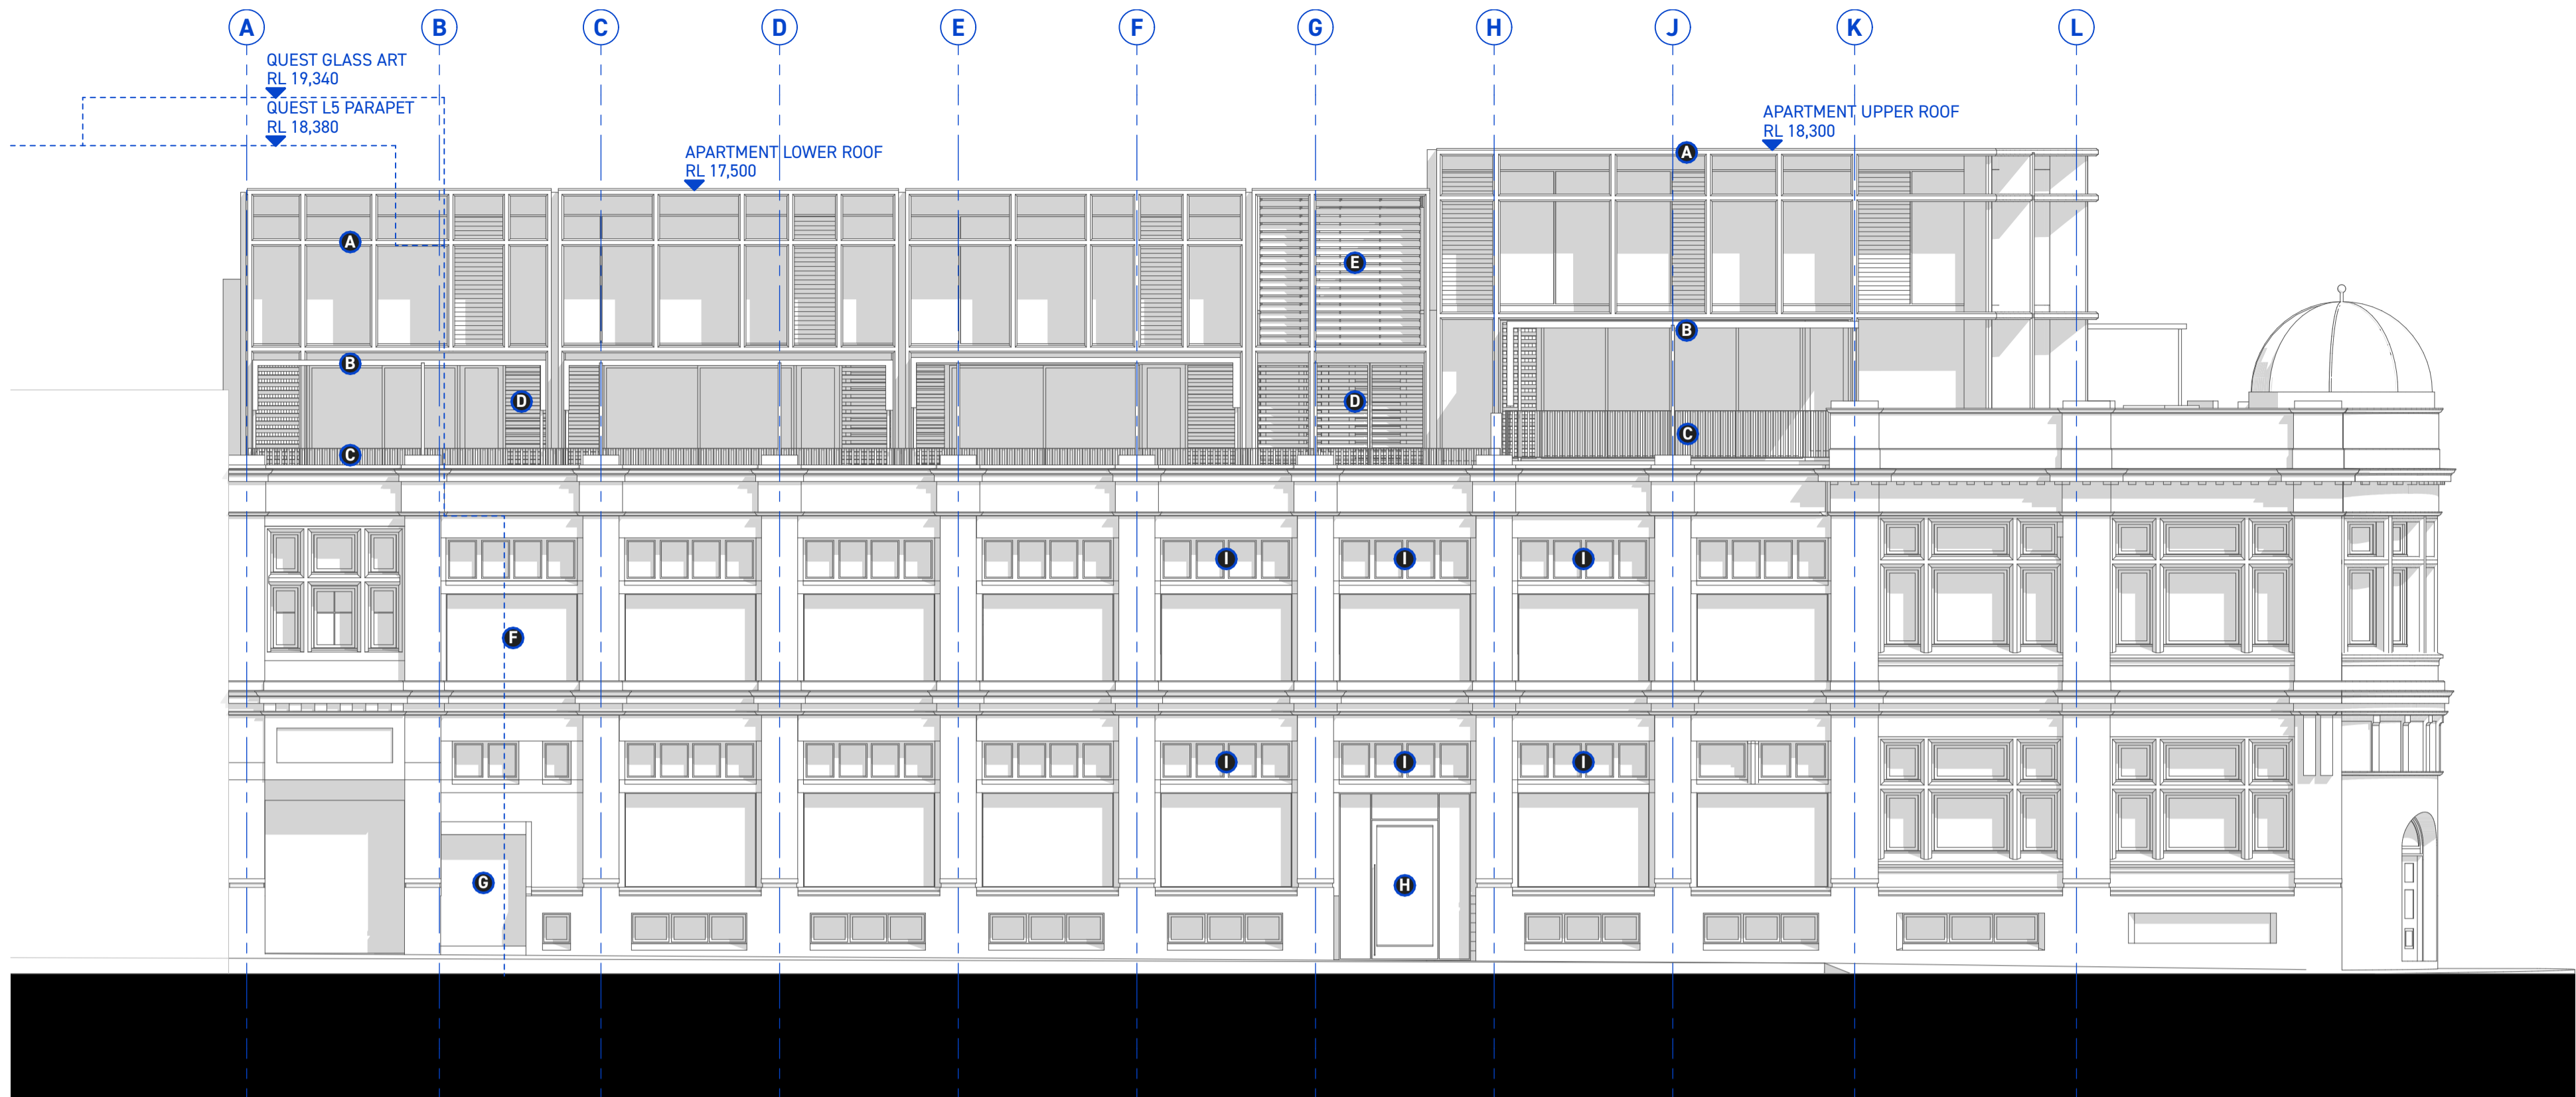 A B C D E F G H J K L
QUEST GLASS ART
RL 19,340
QUEST L5 PARAPET
RL 18,380
APARTMENT UPPER ROOF
RL 18,300
APARTMENT LOWER ROOF
RL 17,500
A
A
E
B
B
D
D
C
C
I I I
F
I I I
G
H